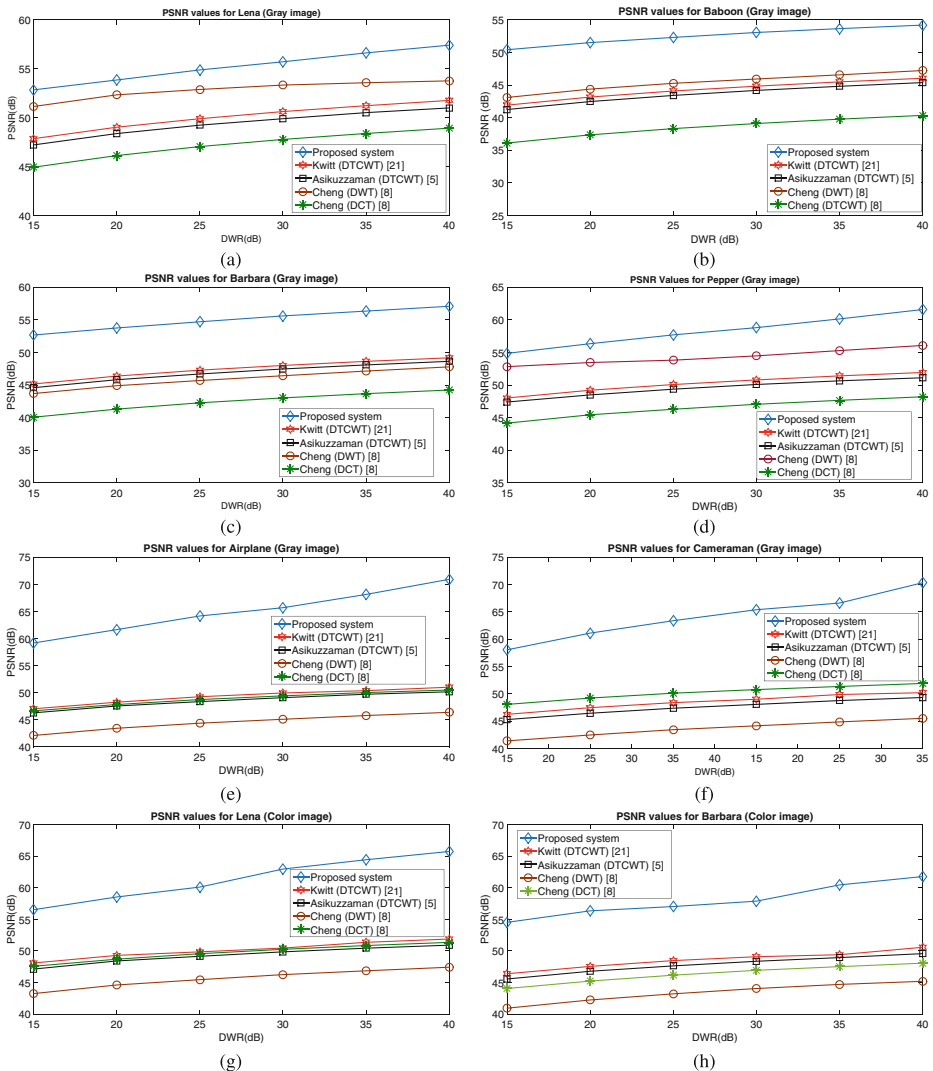 PSNR values for Lena (Gray image)
60
55
50
45
40
PSNR(dB)
15 20 25 30 35 40
DWR(dB)
Proposed system
Kwitt (DTCWT) [21]
Asikuzzaman (DTCWT) [5]
Cheng (DWT) [8]
Cheng (DCT) [8]
(a)
PSNR values for Baboon (Gray image)
55
50
45
40
35
30
25
PSNR(dB)
15 20 25 30 35 40
DWR (dB)
Proposed system
Kwitt (DTCWT) [21]
Asikuzzaman (DTCWT) [5]
Cheng (DWT) [8]
Cheng (DCT) [8]
(b)
PSNR values for Barbara (Gray image)
60
55
50
45
40
35
30
PSNR(dB)
15 20 25 30 35 40
DWR(dB)
Proposed system
Kwitt (DTCWT) [21]
Asikuzzaman (DTCWT) [5]
Cheng (DWT) [8]
Cheng (DCT) [8]
(c)
PSNR Values for Pepper (Gray image)
65
60
55
50
45
40
35
PSNR(dB)
15 20 25 30 35 40
DWR(dB)
Proposed system
Kwitt (DTCWT) [21]
Asikuzzaman (DTCWT) [5]
Cheng (DWT) [8]
Cheng (DCT) [8]
(d)
PSNR values for Airplane (Gray image)
75
70
65
60
55
50
45
40
PSNR(dB)
15 20 25 30 35 40
DWR(dB)
Proposed system
Kwitt (DTCWT) [21]
Asikuzzaman (DTCWT) [5]
Cheng (DWT) [8]
Cheng (DCT) [8]
(e)
PSNR values for Cameraman (Gray image)
75
70
65
60
55
50
45
40
PSNR(dB)
15 20 25 30 35 15 20 25 30 35
DWR(dB)
Proposed system
Kwitt (DTCWT) [21]
Asikuzzaman (DTCWT) [5]
Cheng (DWT) [8]
Cheng (DCT) [8]
(f)
PSNR values for Lena (Color image)
70
65
60
55
50
45
40
PSNR(dB)
15 20 25 30 35 40
DWR(dB)
Proposed system
Kwitt (DTCWT) [21]
Asikuzzaman (DTCWT) [5]
Cheng (DWT) [8]
Cheng (DCT) [8]
(g)
PSNR values for Barbara (Color image)
70
65
60
55
50
45
40
PSNR(dB)
15 20 25 30 35 40
DWR(dB)
Proposed system
Kwitt (DTCWT) [21]
Asikuzzaman (DTCWT) [5]
Cheng (DWT) [8]
Cheng (DCT) [8]
(h)